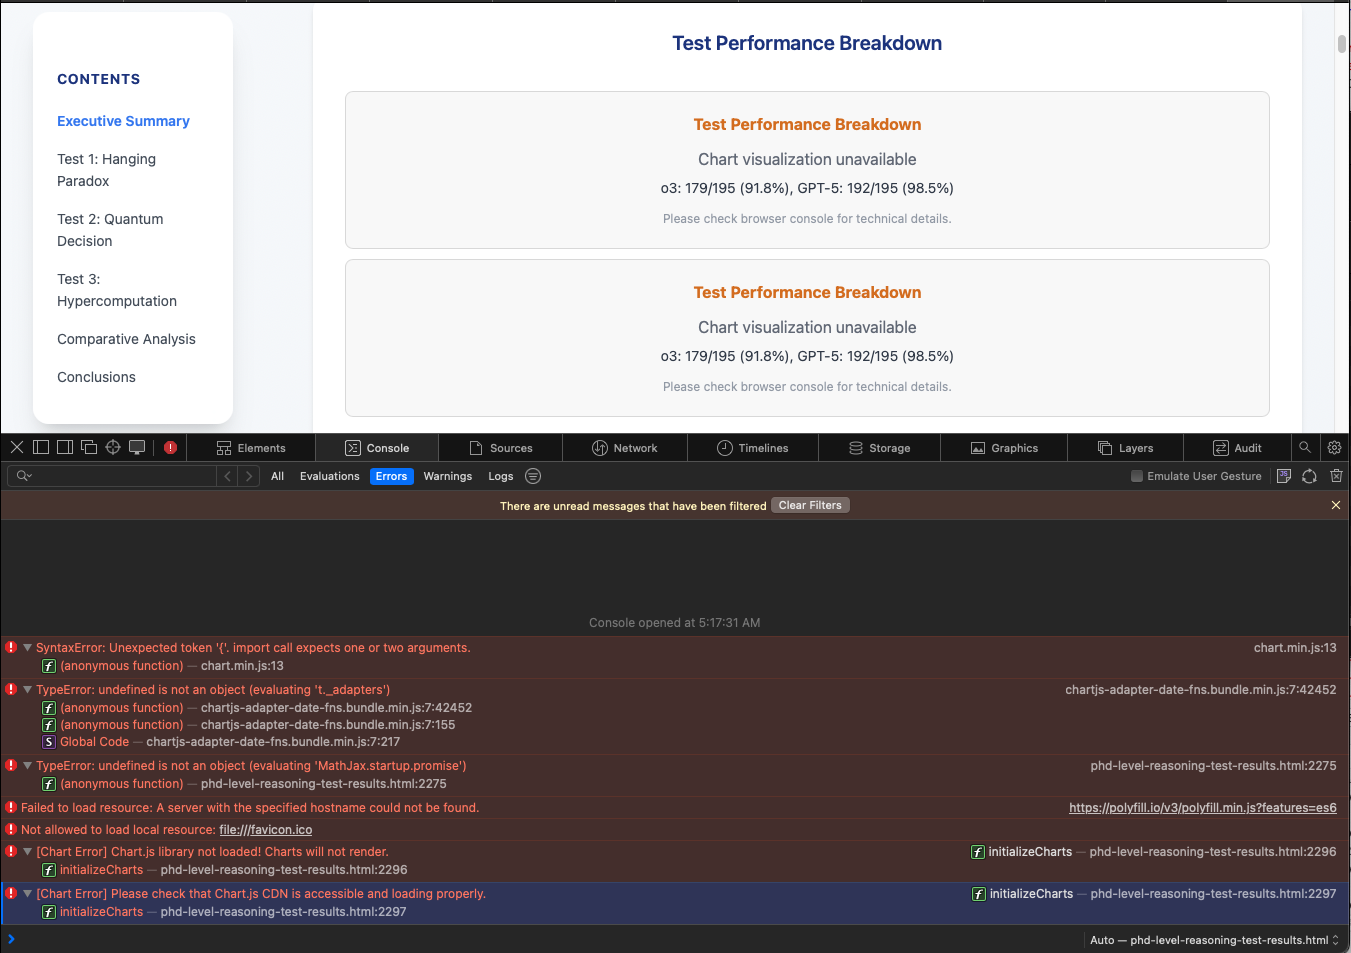 CONTENTS
Executive Summary
Test 1: Hanging
Paradox
Test 2: Quantum
Decision
Test 3:
Hypercomputation
Comparative Analysis
Conclusions
Test Performance Breakdown
Test Performance Breakdown
Chart visualization unavailable
o3: 179/195 (91.8%), GPT-5: 192/195 (98.5%)
Please check browser console for technical details.
Test Performance Breakdown
Chart visualization unavailable
o3: 179/195 (91.8%), GPT-5: 192/195 (98.5%)
Please check browser console for technical details.
Elements Console Sources Network Timelines Storage Graphics Layers Audit
All Evaluations Errors Warnings Logs Emulate User Gesture JS
There are unread messages that have been filtered Clear Filters
Console opened at 5:17:31 AM
SyntaxError: Unexpected token '{'. import call expects one or two arguments. chart.min.js:13
f (anonymous function) — chart.min.js:13
TypeError: undefined is not an object (evaluating 't._adapters') chartjs-adapter-date-fns.bundle.min.js:7:42452
f (anonymous function) — chartjs-adapter-date-fns.bundle.min.js:7:42452
f (anonymous function) — chartjs-adapter-date-fns.bundle.min.js:7:155
S Global Code — chartjs-adapter-date-fns.bundle.min.js:7:217
TypeError: undefined is not an object (evaluating 'MathJax.startup.promise') phd-level-reasoning-test-results.html:2275
f (anonymous function) — phd-level-reasoning-test-results.html:2275
Failed to load resource: A server with the specified hostname could not be found. https://polyfill.io/v3/polyfill.min.js?features=es6
Not allowed to load local resource: file:///favicon.ico
[Chart Error] Chart.js library not loaded! Charts will not render. f initializeCharts — phd-level-reasoning-test-results.html:2296
f initializeCharts — phd-level-reasoning-test-results.html:2296
[Chart Error] Please check that Chart.js CDN is accessible and loading properly. f initializeCharts — phd-level-reasoning-test-results.html:2297
f initializeCharts — phd-level-reasoning-test-results.html:2297
Auto — phd-level-reasoning-test-results.html